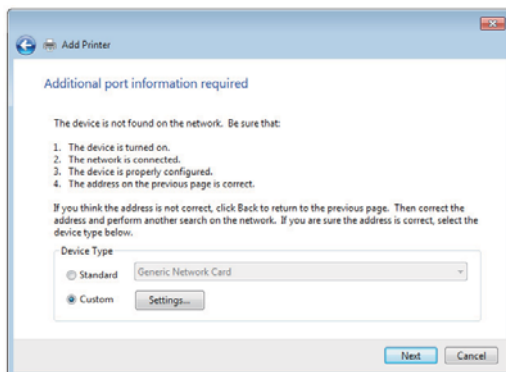 Add Printer
Additional port information required
The device is not found on the network. Be sure that:
1. The device is turned on.
2. The network is connected.
3. The device is properly configured.
4. The address on the previous page is correct.
If you think the address is not correct, click Back to return to the previous page. Then correct the
address and perform another search on the network. If you are sure the address is correct, select the
device type below.
Device Type
Standard Generic Network Card
Custom Settings...
Next Cancel